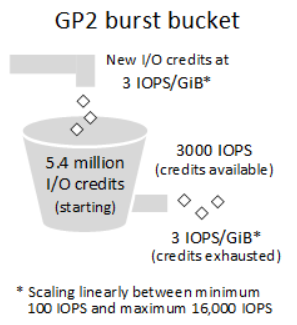 GP2 burst bucket
New I/O credits at
3 IOPS/GiB*
5.4 million
I/O credits
(starting)
3000 IOPS
(credits available)
3 IOPS/GiB*
(credits exhausted)
* Scaling linearly between minimum
100 IOPS and maximum 16,000 IOPS